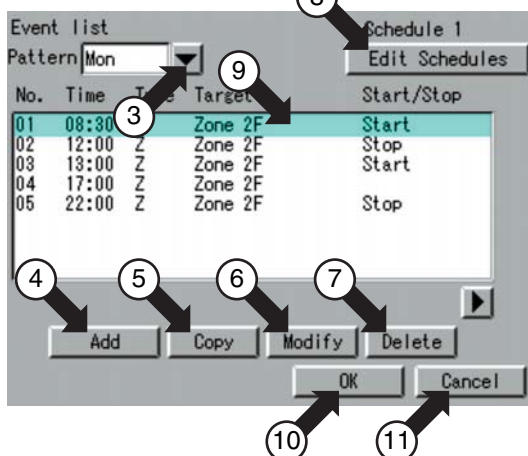 Event list
Schedule 1
Pattern Mon
Edit Schedules
9
3
No. Time Target Start/Stop
01 08:30 Zone 2F Start
02 12:00 Z Zone 2F Stop
03 13:00 Z Zone 2F Start
04 17:00 Z Zone 2F
05 22:00 Z Zone 2F Stop
4 5 6 7
Add Copy Modify Delete
OK Cancel
10 11